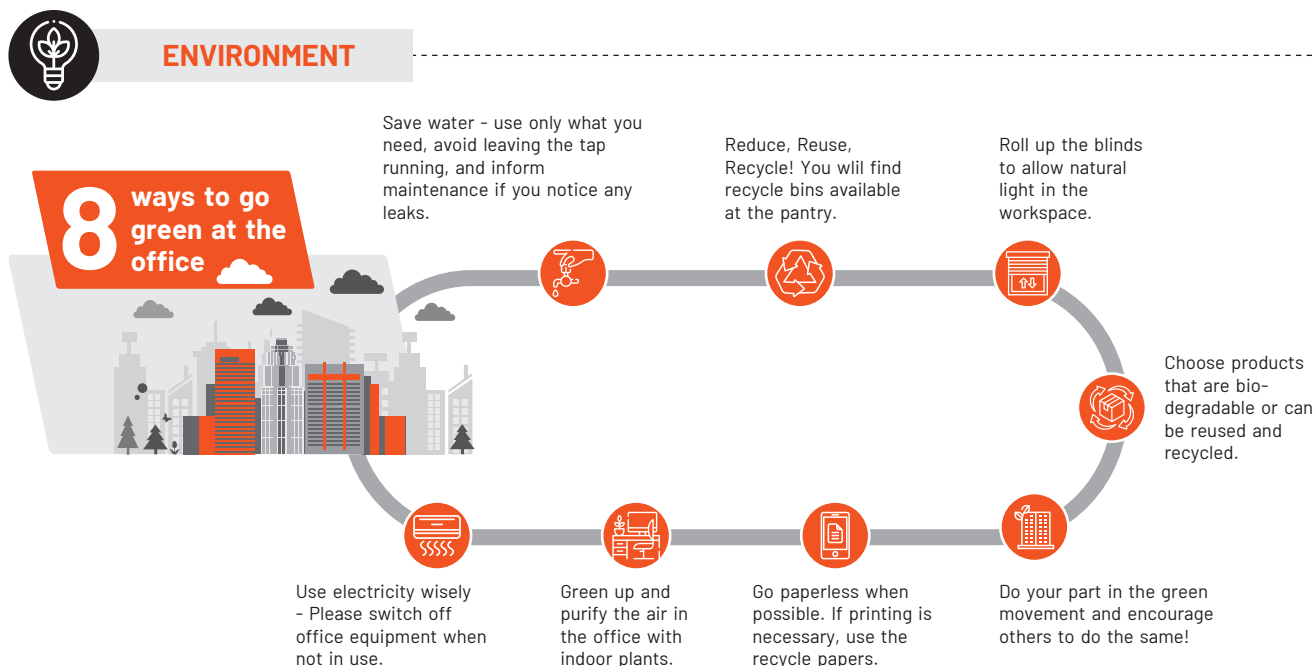 ENVIRONMENT
8
ways to go
green at the
office
Save water - use only what you
need, avoid leaving the tap
running, and inform
maintenance if you notice any
leaks.
Reduce, Reuse,
Recycle! You wlil find
recycle bins available
at the pantry.
Roll up the blinds
to allow natural
light in the
workspace.
Choose products
that are bio-
degradable or can
be reused and
recycled.
Use electricity wisely
- Please switch off
office equipment when
not in use.
Green up and
purify the air in
the office with
indoor plants.
Go paperless when
possible. If printing is
necessary, use the
recycle papers.
Do your part in the green
movement and encourage
others to do the same!